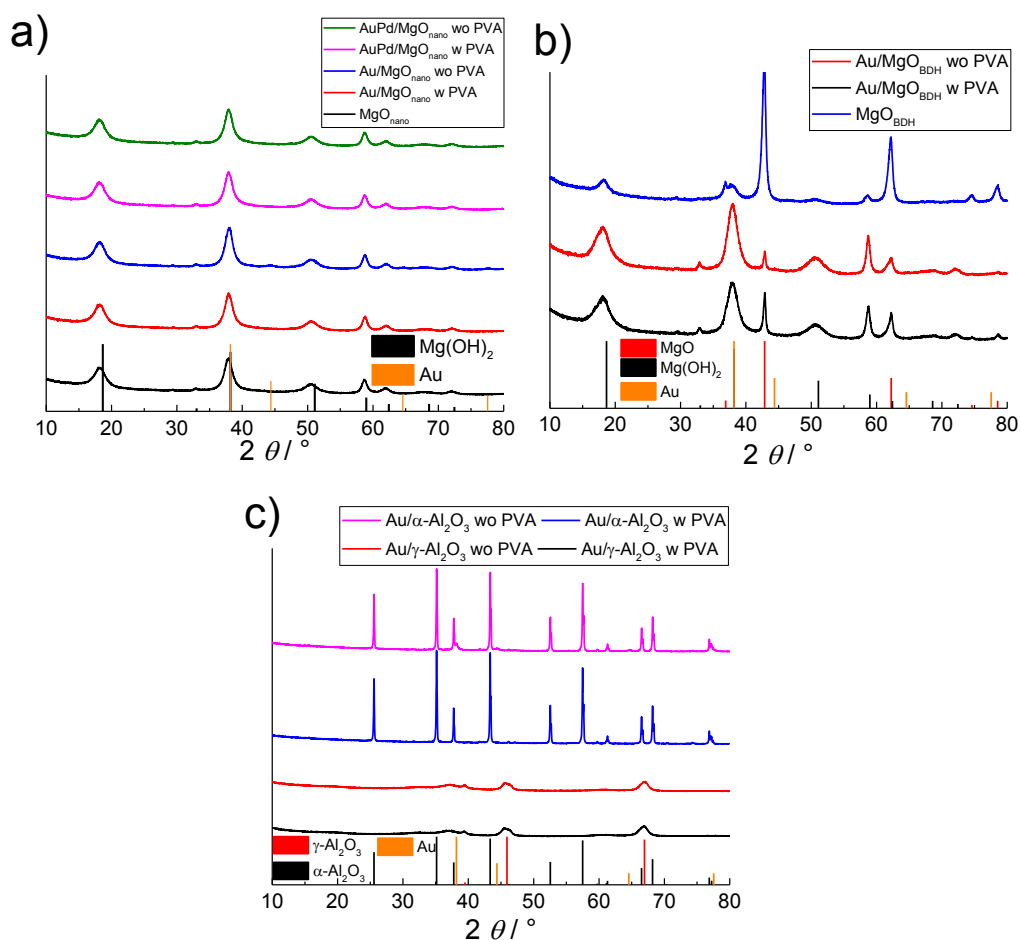 a)
AuPd/MgOnano wo PVA
AuPd/MgOnano w PVA
Au/MgOnano wo PVA
Au/MgOnano w PVA
MgOnano
Mg(OH)2
Au
10 20 30 40 50 60 70 80
2 θ / °
b)
Au/MgOBDH wo PVA
Au/MgOBDH w PVA
MgOBDH
MgO
Mg(OH)2
Au
10 20 30 40 50 60 70 80
2 θ / °
c)
Au/α-Al2O3 wo PVA Au/α-Al2O3 w PVA
Au/γ-Al2O3 wo PVA Au/γ-Al2O3 w PVA
γ-Al2O3 Au
α-Al2O3
10 20 30 40 50 60 70 80
2 θ / °